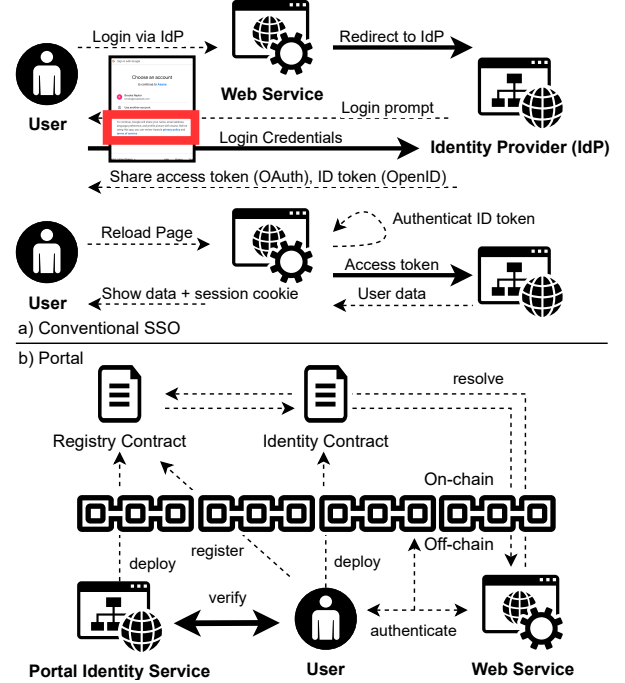 Login via IdP
Redirect to IdP
Choose an account
Web Service
User
Login prompt
Login Credentials
Identity Provider (IdP)
Share access token (OAuth), ID token (OpenID)
Authenticat ID token
Reload Page
Access token
User
Show data + session cookie
User data
a) Conventional SSO
b) Portal
resolve
Registry Contract
Identity Contract
On-chain
Off-chain
register
deploy
deploy
verify
authenticate
Portal Identity Service
User
Web Service